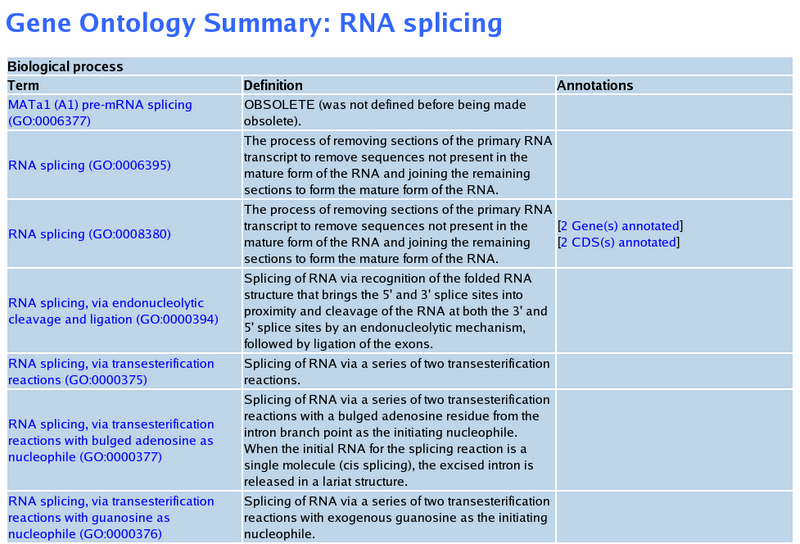 Gene Ontology Summary: RNA splicing
Biological process
Term Definition Annotations
MATa1 (A1) pre-mRNA splicing
(GO:0006377)
OBSOLETE (was not defined before being made
obsolete).
RNA splicing (GO:0006395)
The process of removing sections of the primary RNA
transcript to remove sequences not present in the
mature form of the RNA and joining the remaining
sections to form the mature form of the RNA.
RNA splicing (GO:0008380)
The process of removing sections of the primary RNA
transcript to remove sequences not present in the
mature form of the RNA and joining the remaining
sections to form the mature form of the RNA.
[2 Gene(s) annotated]
[2 CDS(s) annotated]
RNA splicing, via endonucleolytic
cleavage and ligation (GO:0000394)
Splicing of RNA via recognition of the folded RNA
structure that brings the 5' and 3' splice sites into
proximity and cleavage of the RNA at both the 3' and
5' splice sites by an endonucleolytic mechanism,
followed by ligation of the exons.
RNA splicing, via transesterification
reactions (GO:0000375)
Splicing of RNA via a series of two transesterification
reactions.
RNA splicing, via transesterification
reactions with bulged adenosine as
nucleophile (GO:0000377)
Splicing of RNA via a series of two transesterification
reactions with a bulged adenosine residue from the
intron branch point as the initiating nucleophile.
When the initial RNA for the splicing reaction is a
single molecule (cis splicing), the excised intron is
released in a lariat structure.
RNA splicing, via transesterification
reactions with guanosine as
nucleophile (GO:0000376)
Splicing of RNA via a series of two transesterification
reactions with exogenous guanosine as the initiating
nucleophile.